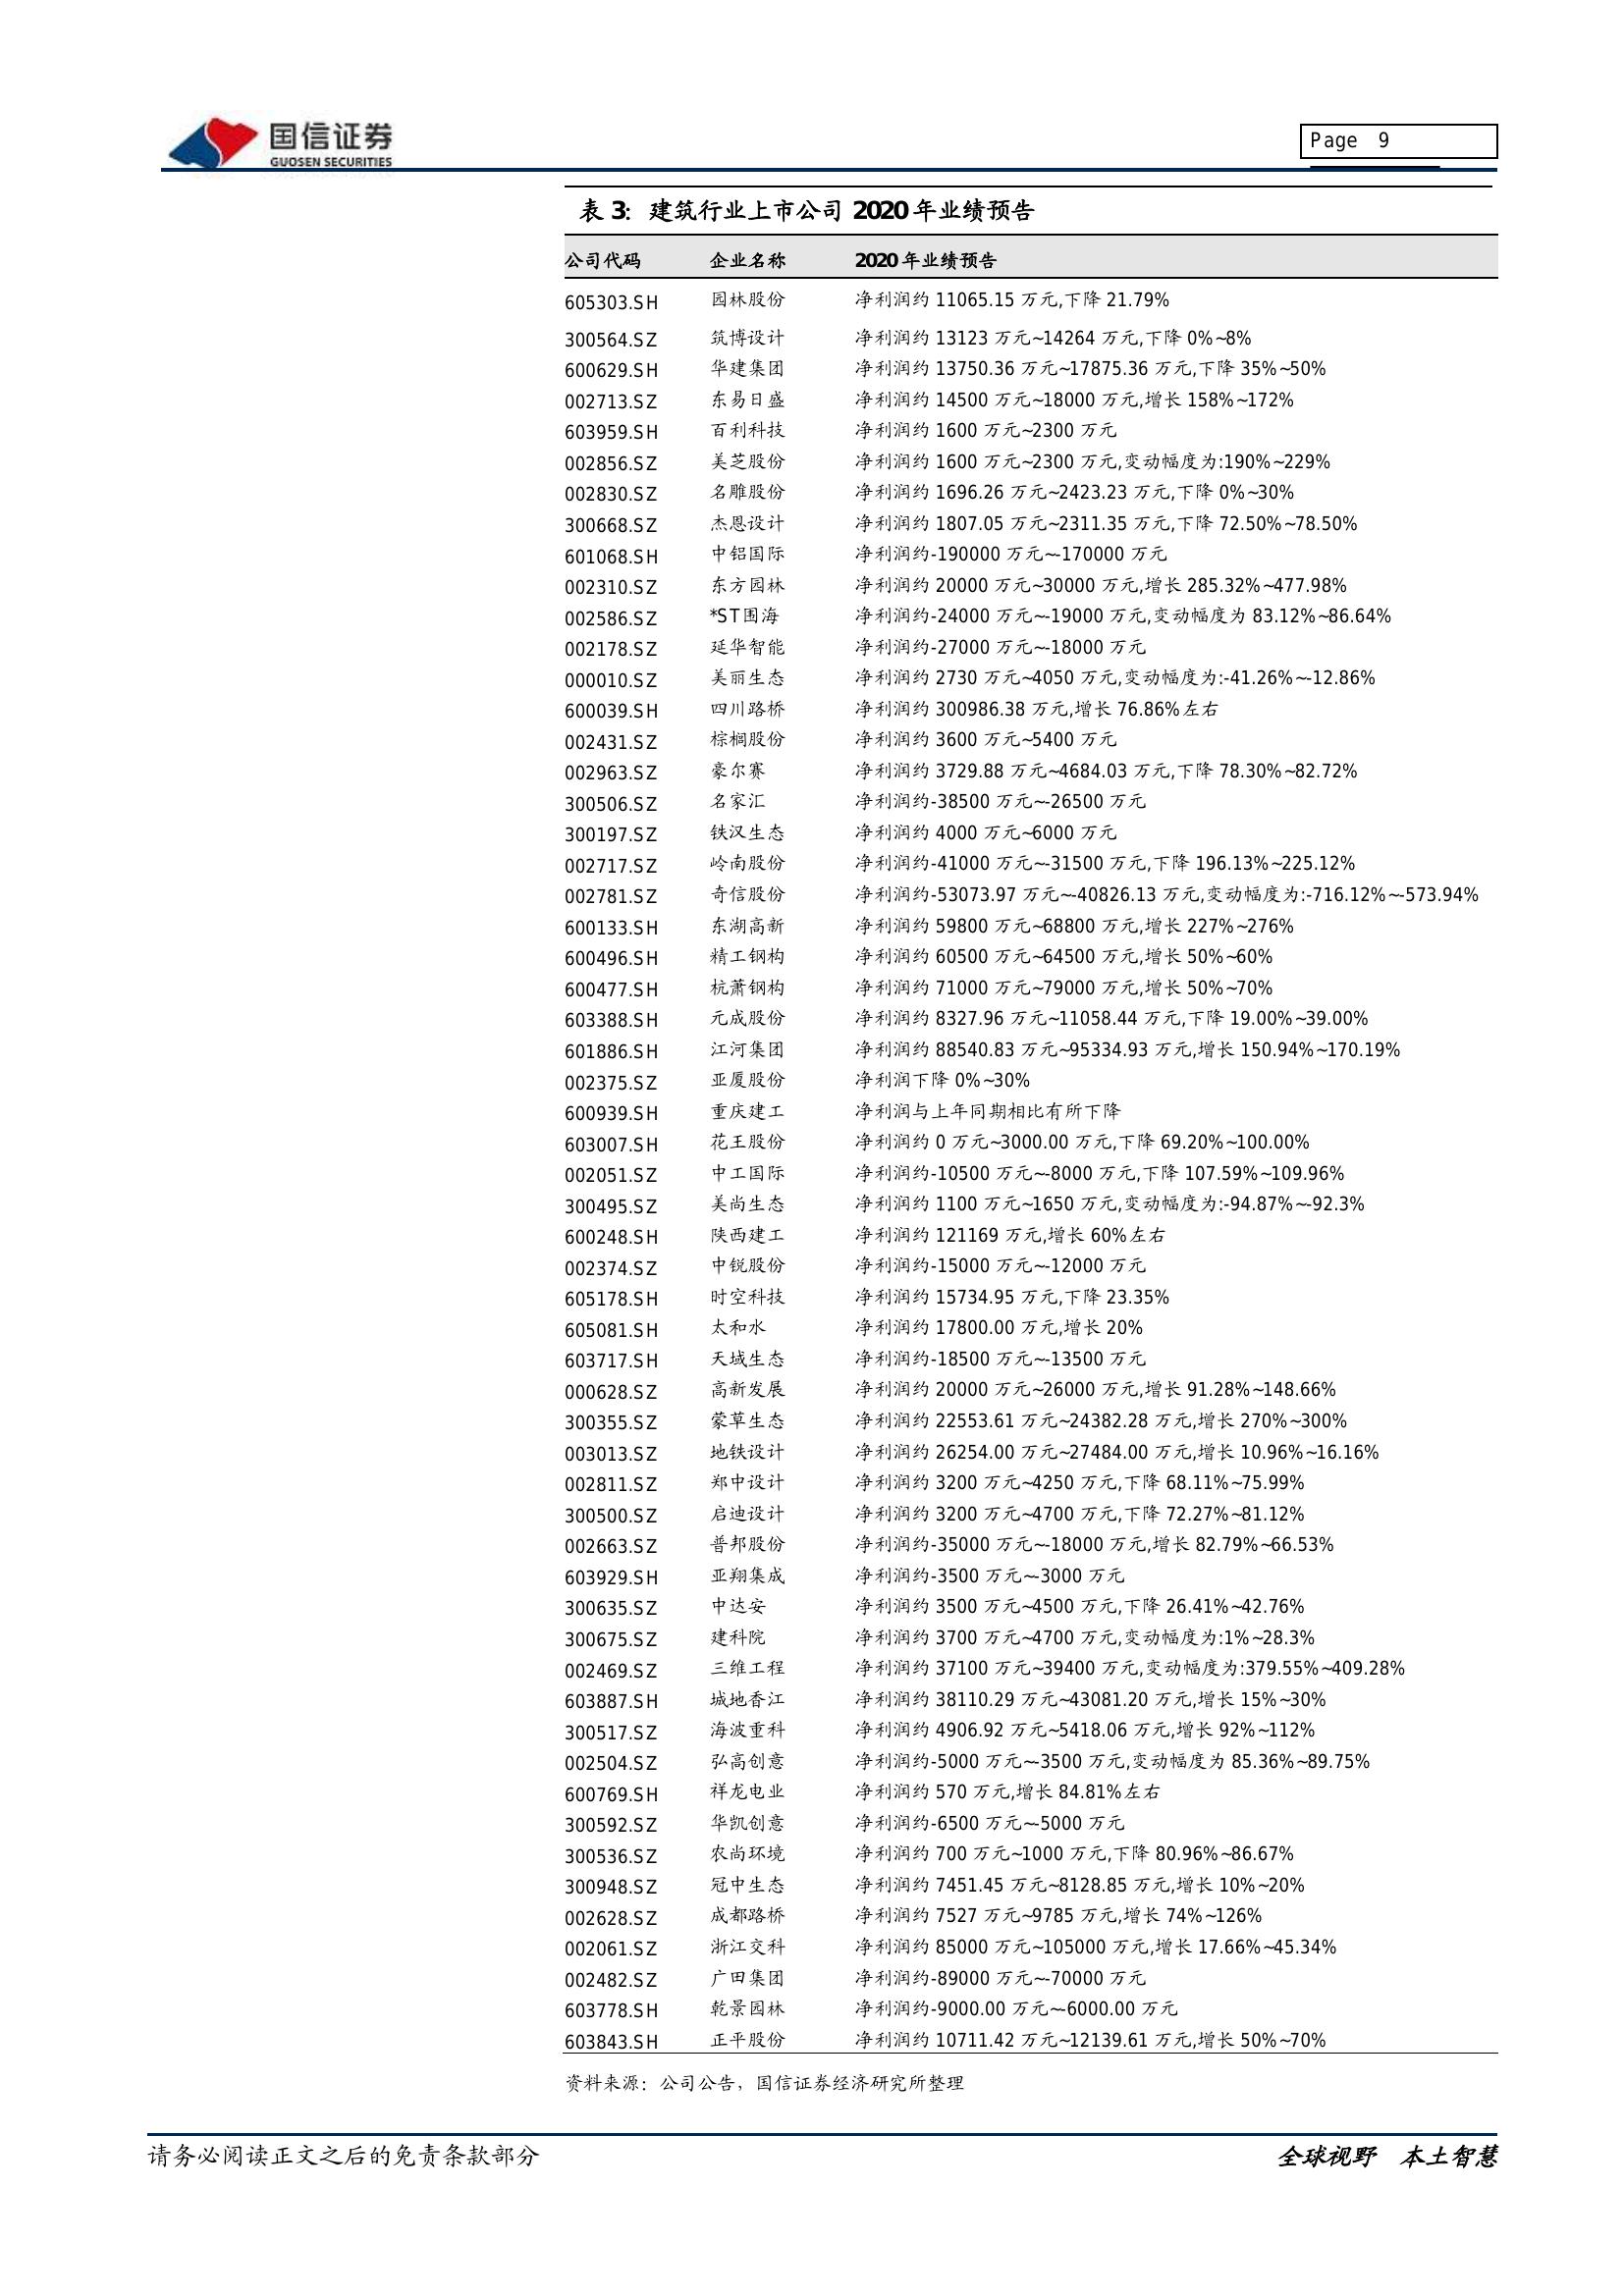 国信证券
GUOSEN SECURITIES
Page 9
表 3: 建筑行业上市公司 2020 年业绩预告
公司代码 企业名称 2020 年业绩预告
605303.SH 园林股份 净利润约 11065.15 万元,下降 21.79%
300564.SZ 筑博设计 净利润约 13123 万元~14264 万元,下降 0%~8%
600629.SH 华建集团 净利润约 13750.36 万元~17875.36 万元,下降 35%~50%
002713.SZ 东易日盛 净利润约 14500 万元~18000 万元,增长 158%~172%
603959.SH 百利科技 净利润约 1600 万元~2300 万元
002856.SZ 美芝股份 净利润约 1600 万元~2300 万元,变动幅度为:190%~229%
002830.SZ 名雕股份 净利润约 1696.26 万元~2423.23 万元,下降 0%~30%
300668.SZ 杰恩设计 净利润约 1807.05 万元~2311.35 万元,下降 72.50%~78.50%
601068.SH 中铝国际 净利润约-190000 万元~-170000 万元
002310.SZ 东方园林 净利润约 20000 万元~30000 万元,增长 285.32%~477.98%
002586.SZ *ST围海 净利润约-24000 万元~-19000 万元,变动幅度为 83.12%~86.64%
002178.SZ 延华智能 净利润约-27000 万元~-18000 万元
000010.SZ 美丽生态 净利润约 2730 万元~4050 万元,变动幅度为:-41.26%~-12.86%
600039.SH 四川路桥 净利润约 300986.38 万元,增长 76.86%左右
002431.SZ 棕榈股份 净利润约 3600 万元~5400 万元
002963.SZ 豪尔赛 净利润约 3729.88 万元~4684.03 万元,下降 78.30%~82.72%
300506.SZ 名家汇 净利润约-38500 万元~-26500 万元
300197.SZ 铁汉生态 净利润约 4000 万元~6000 万元
002717.SZ 岭南股份 净利润约-41000 万元~-31500 万元,下降 196.13%~225.12%
002781.SZ 奇信股份 净利润约-53073.97 万元~-40826.13 万元,变动幅度为:-716.12%~-573.94%
600133.SH 东湖高新 净利润约 59800 万元~68800 万元,增长 227%~276%
600496.SH 精工钢构 净利润约 60500 万元~64500 万元,增长 50%~60%
600477.SH 杭萧钢构 净利润约 71000 万元~79000 万元,增长 50%~70%
603388.SH 元成股份 净利润约 8327.96 万元~11058.44 万元,下降 19.00%~39.00%
601886.SH 江河集团 净利润约 88540.83 万元~95334.93 万元,增长 150.94%~170.19%
002375.SZ 亚厦股份 净利润下降 0%~30%
600939.SH 重庆建工 净利润与上年同期相比有所下降
603007.SH 花王股份 净利润约 0 万元~3000.00 万元,下降 69.20%~100.00%
002051.SZ 中工国际 净利润约-10500 万元~-8000 万元,下降 107.59%~109.96%
300495.SZ 美尚生态 净利润约 1100 万元~1650 万元,变动幅度为:-94.87%~-92.3%
600248.SH 陕西建工 净利润约 121169 万元,增长 60%左右
002374.SZ 中锐股份 净利润约-15000 万元~-12000 万元
605178.SH 时空科技 净利润约 15734.95 万元,下降 23.35%
605081.SH 太和水 净利润约 17800.00 万元,增长 20%
603717.SH 天域生态 净利润约-18500 万元~-13500 万元
000628.SZ 高新发展 净利润约 20000 万元~26000 万元,增长 91.28%~148.66%
300355.SZ 蒙草生态 净利润约 22553.61 万元~24382.28 万元,增长 270%~300%
003013.SZ 地铁设计 净利润约 26254.00 万元~27484.00 万元,增长 10.96%~16.16%
002811.SZ 郑中设计 净利润约 3200 万元~4250 万元,下降 68.11%~75.99%
300500.SZ 启迪设计 净利润约 3200 万元~4700 万元,下降 72.27%~81.12%
002663.SZ 普邦股份 净利润约-35000 万元~-18000 万元,增长 82.79%~66.53%
603929.SH 亚翔集成 净利润约-3500 万元~-3000 万元
300635.SZ 中达安 净利润约 3500 万元~4500 万元,下降 26.41%~42.76%
300675.SZ 建科院 净利润约 3700 万元~4700 万元,变动幅度为:1%~28.3%
002469.SZ 三维工程 净利润约 37100 万元~39400 万元,变动幅度为:379.55%~409.28%
603887.SH 城地香江 净利润约 38110.29 万元~43081.20 万元,增长 15%~30%
300517.SZ 海波重科 净利润约 4906.92 万元~5418.06 万元,增长 92%~112%
002504.SZ 弘高创意 净利润约-5000 万元~-3500 万元,变动幅度为 85.36%~89.75%
600769.SH 祥龙电业 净利润约 570 万元,增长 84.81%左右
300592.SZ 华凯创意 净利润约-6500 万元~-5000 万元
300536.SZ 农尚环境 净利润约 700 万元~1000 万元,下降 80.96%~86.67%
300948.SZ 冠中生态 净利润约 7451.45 万元~8128.85 万元,增长 10%~20%
002628.SZ 成都路桥 净利润约 7527 万元~9785 万元,增长 74%~126%
002061.SZ 浙江交科 净利润约 85000 万元~105000 万元,增长 17.66%~45.34%
002482.SZ 广田集团 净利润约-89000 万元~-70000 万元
603778.SH 乾景园林 净利润约-9000.00 万元~-6000.00 万元
603843.SH 正平股份 净利润约 10711.42 万元~12139.61 万元,增长 50%~70%
资料来源: 公司公告, 国信证券经济研究所整理
请务必阅读正文之后的免责条款部分
全球视野 本土智慧